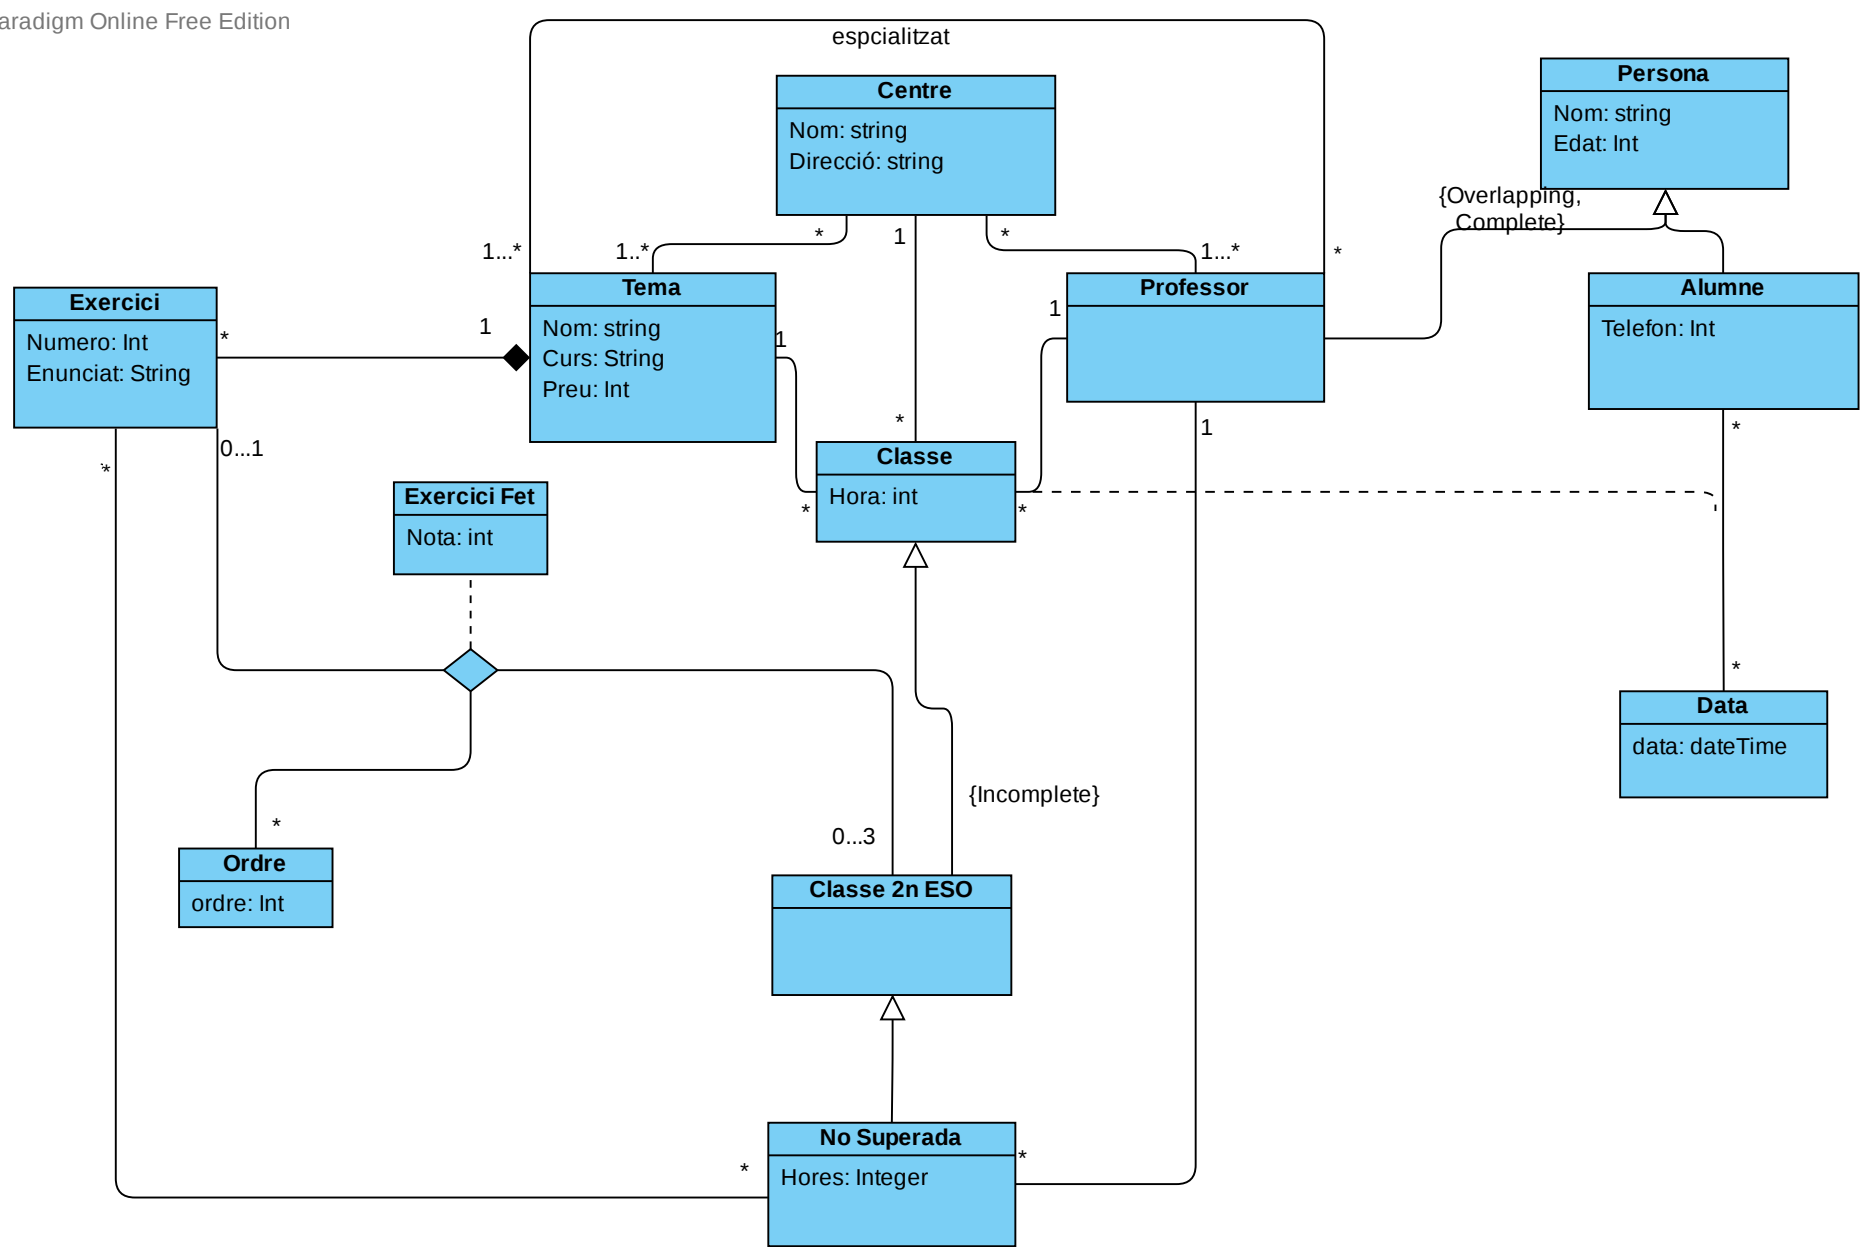 aradigm Online Free Edition
espcialitzat
Centre
Nom: string
Direcció: string
Persona
Nom: string
Edat: Int
{Overlapping,
Complete}
* 1 *
1...* 1..* 1...* *
Exercici
Numero: Int
Enunciat: String
Tema
Nom: string
Curs: String
Preu: Int
Professor
Alumne
Telefon: Int
* 1 1 1
* 1 *
0...1
*
Classe
Hora: int
* *
Exercici Fet
Nota: int
*
Data
data: dateTime
{Incomplete}
* 0...3
Ordre
ordre: Int
Classe 2n ESO
No Superada
Hores: Integer
* *